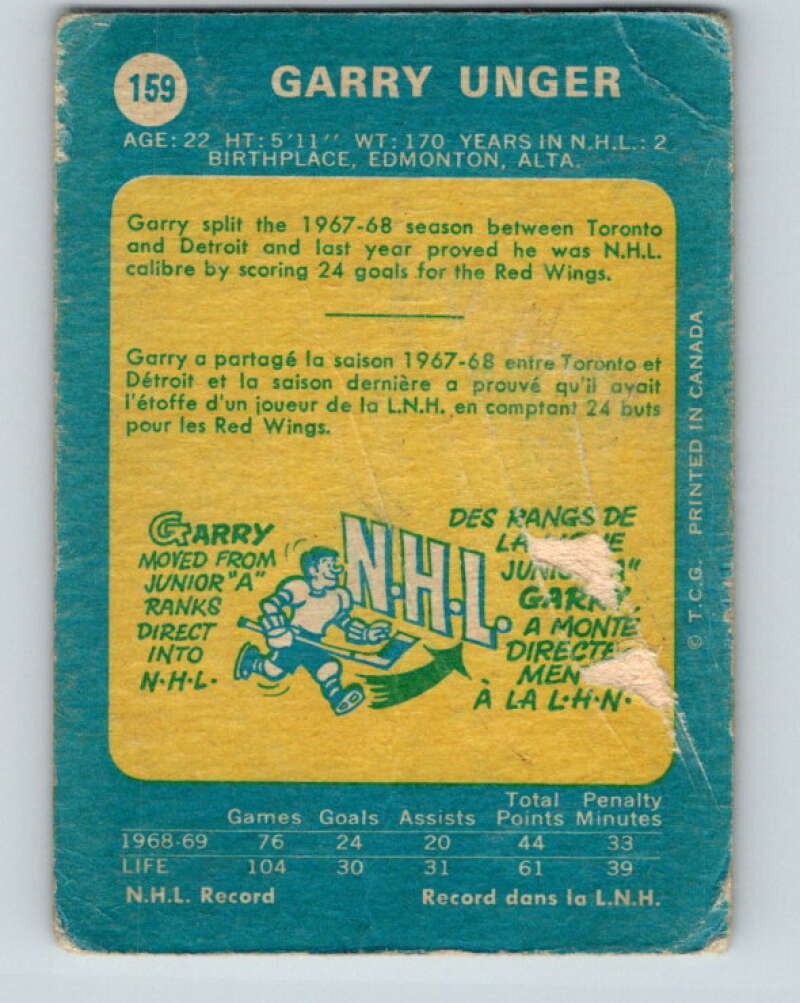 159
GARRY UNGER
AGE: 22 HT: 5'11'' WT: 170 YEARS IN N.H.L.: 2
BIRTHPLACE, EDMONTON, ALTA.
Garry split the 1967-68 season between Toronto
and Detroit and last year proved he was N.H.L.
calibre by scoring 24 goals for the Red Wings.
Garry a partagé la saison 1967-68 entre Toronto et
Détroit et la saison dernière a prouvé qu'il avait
l'étoffe d'un joueur de la L.N.H. en comptant 24 buts
pour les Red Wings.
GARRY
MOVED FROM
JUNIOR "A"
RANKS
DIRECT
INTO
N·H·L·
N·H·L.
DES RANGS DE
LA
"A"
GARRY,
A MONTÉ
DIRECTE-
MEN
À LA L·H·N·
© T.C.G. PRINTED IN CANADA
Games Goals Assists Total Points Penalty Minutes
1968-69 76 24 20 44 33
LIFE 104 30 31 61 39
N.H.L. Record Record dans la L.N.H.